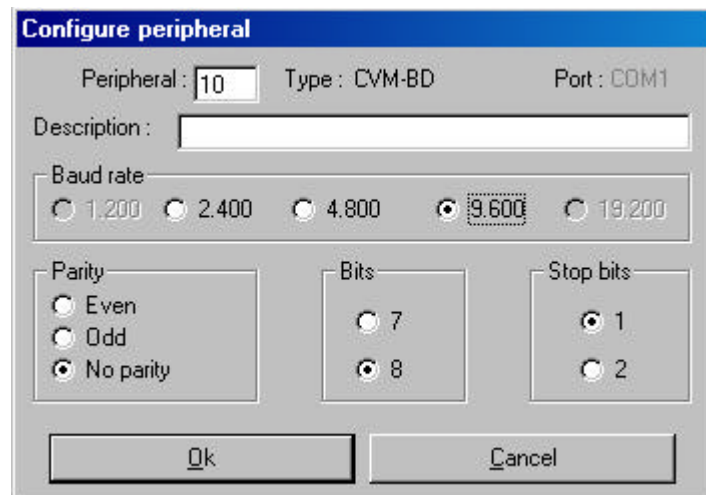 Configure peripheral
Peripheral : 10 Type : CVM-BD Port : COM1
Description :
Baud rate
1.200 2.400 4.800 9.600 19.200
Parity Bits Stop bits
Even
7 1
Odd
No parity 8 2
Ok Cancel